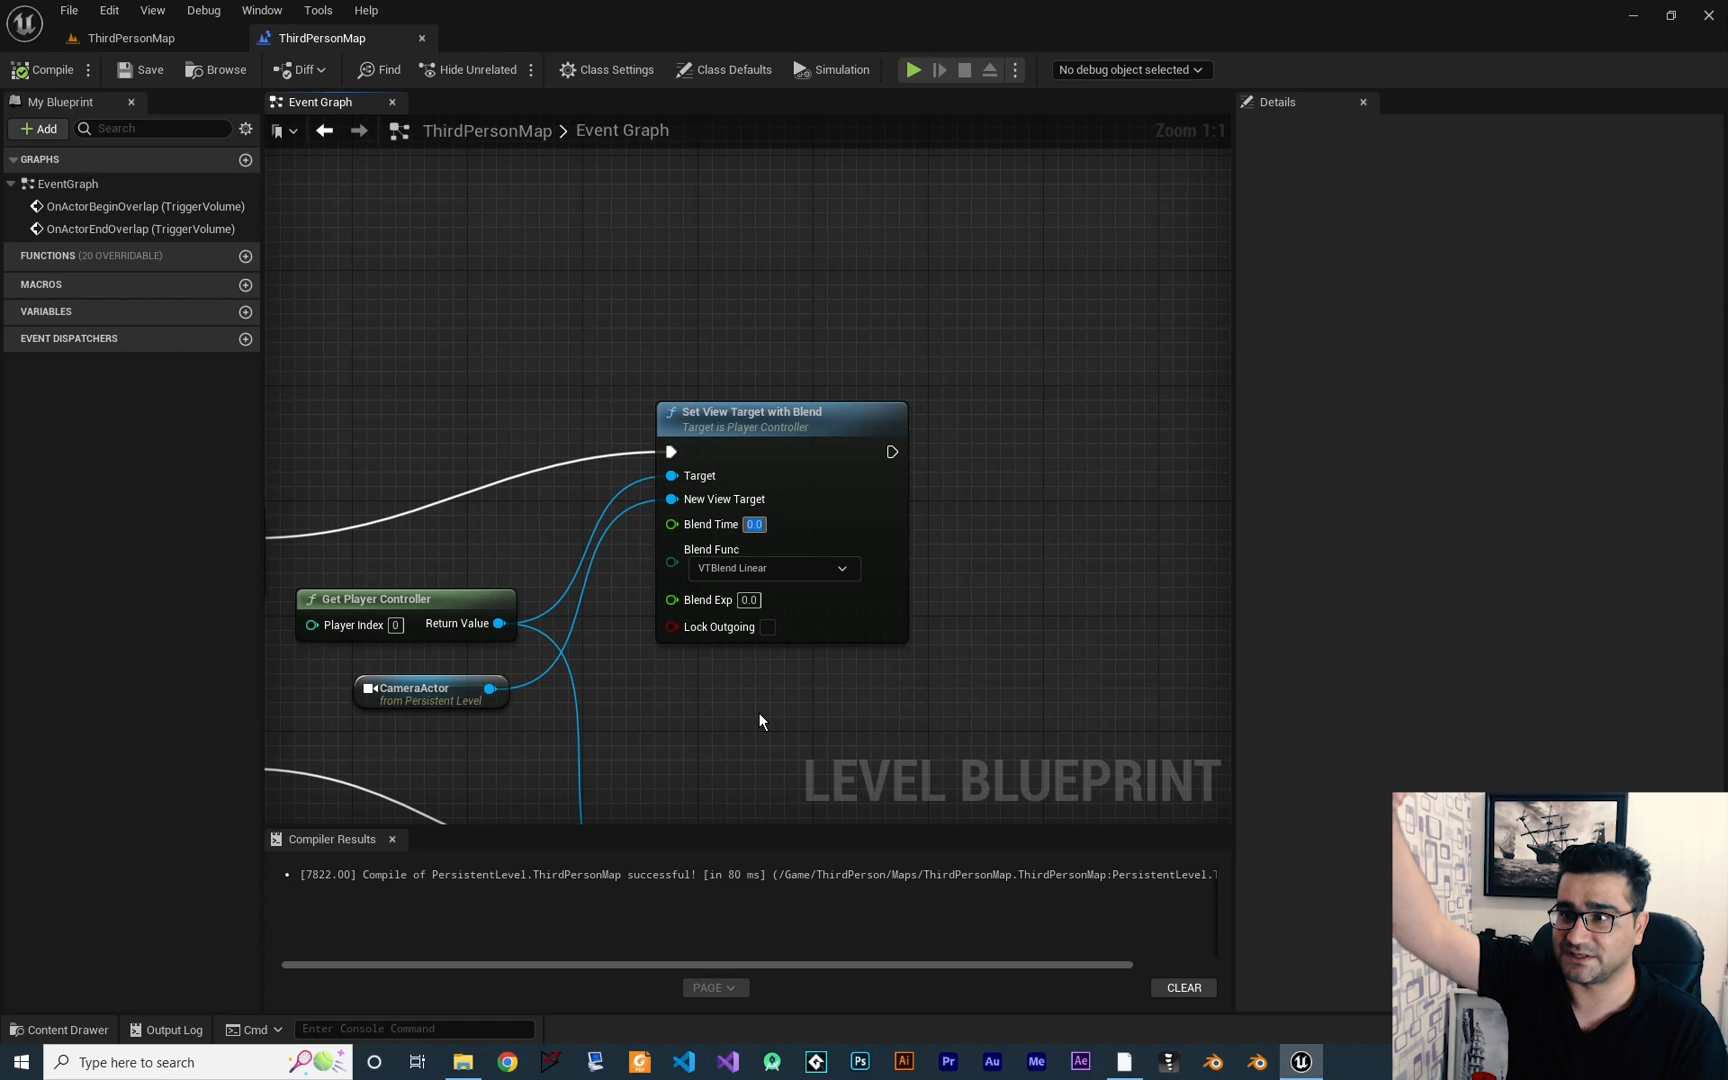 File Edit View Debug Window Tools Help
ThirdPersonMap ThirdPersonMap
Compile Save Browse Diff Find Hide Unrelated Class Settings Class Defaults Simulation No debug object selected
My Blueprint Event Graph Details
Add Search ThirdPersonMap > Event Graph Zoom 1:1
GRAPHS
EventGraph
OnActorBeginOverlap (TriggerVolume)
OnActorEndOverlap (TriggerVolume)
FUNCTIONS (20 OVERRIDABLE)
MACROS
VARIABLES
EVENT DISPATCHERS
f Set View Target with Blend
Target is Player Controller
Target
New View Target
Blend Time 0.0
Blend Func
VTBlend Linear
Blend Exp 0.0
Lock Outgoing
f Get Player Controller
Player Index 0 Return Value
CameraActor
from Persistent Level
LEVEL BLUEPRINT
Compiler Results
[7822.00] Compile of PersistentLevel.ThirdPersonMap successful! [in 80 ms] (/Game/ThirdPerson/Maps/ThirdPersonMap.ThirdPersonMap:PersistentLevel.
PAGE CLEAR
Content Drawer Output Log Cmd Enter Console Command
Type here to search Ps Ai Pr Au Me Ae